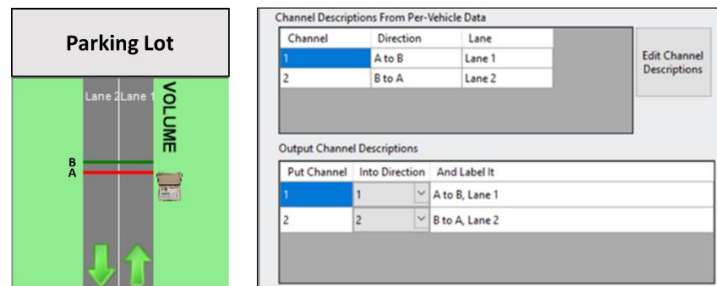 Parking Lot
Lane 2 Lane 1
VOLUME
B
A
Channel Descriptions From Per-Vehicle Data
Channel Direction Lane
1 A to B Lane 1
2 B to A Lane 2
Edit Channel
Descriptions
Output Channel Descriptions
Put Channel Into Direction And Label It
1 1 A to B, Lane 1
2 2 B to A, Lane 2